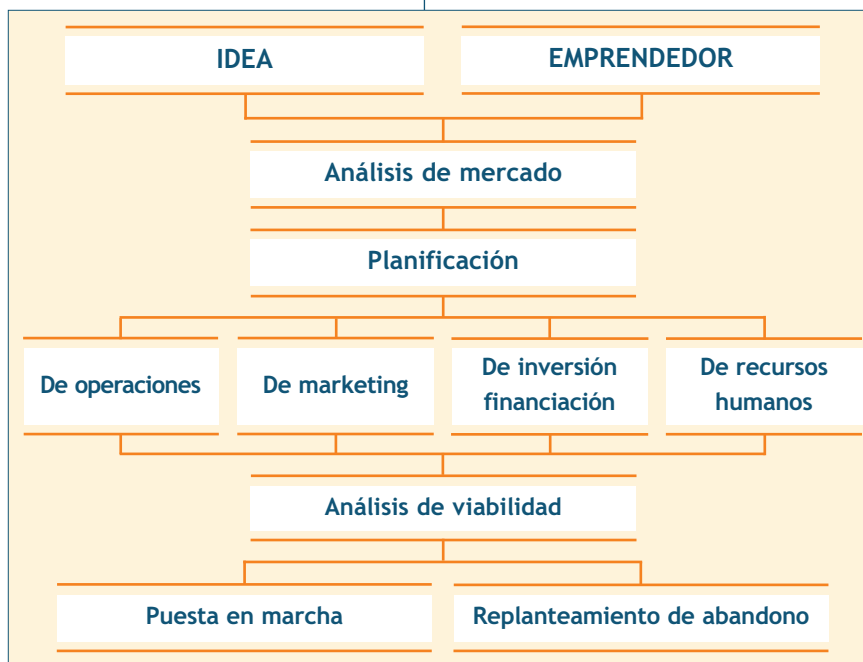 IDEA
EMPRENDEDOR
Análisis de mercado
Planificación
De operaciones
De marketing
De inversión
financiación
De recursos
humanos
Análisis de viabilidad
Puesta en marcha
Replanteamiento de abandono